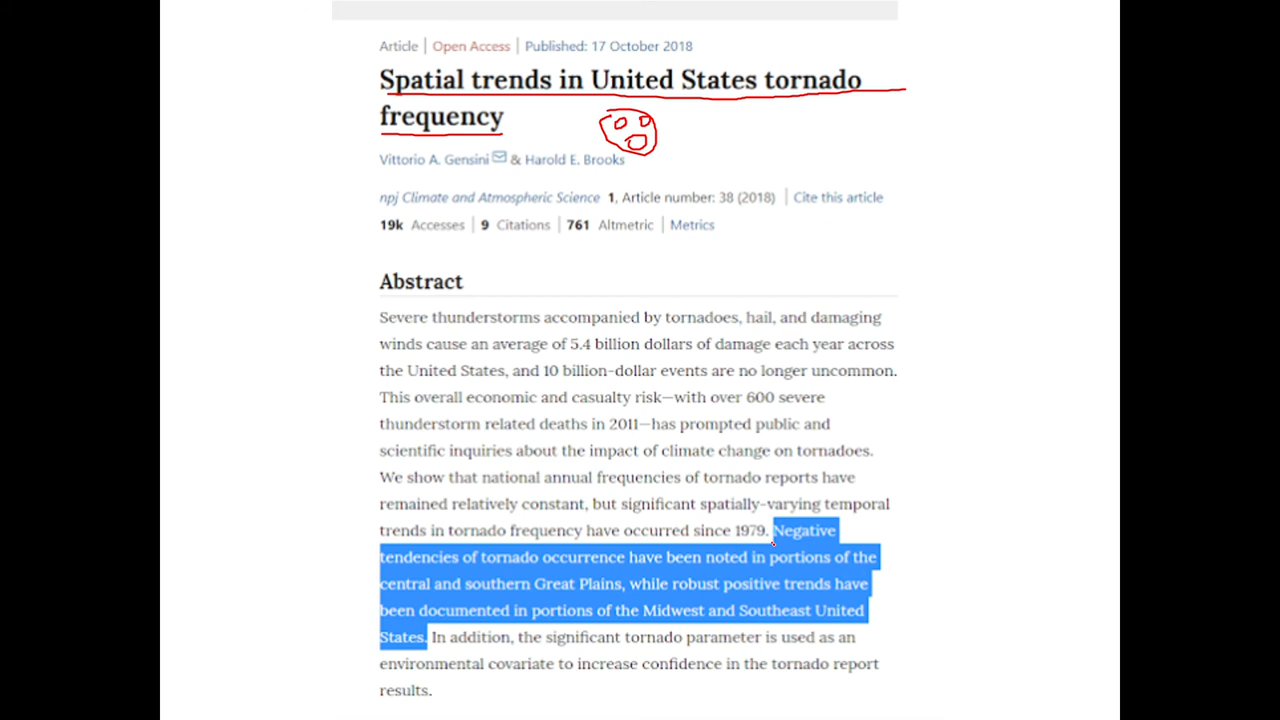 Article | Open Access | Published: 17 October 2018
Spatial trends in United States tornado
frequency
Vittorio A. Gensini & Harold E. Brooks
npj Climate and Atmospheric Science 1, Article number: 38 (2018) | Cite this article
19k Accesses | 9 Citations | 761 Altmetric | Metrics
Abstract
Severe thunderstorms accompanied by tornadoes, hail, and damaging
winds cause an average of 5.4 billion dollars of damage each year across
the United States, and 10 billion-dollar events are no longer uncommon.
This overall economic and casualty risk—with over 600 severe
thunderstorm related deaths in 2011—has prompted public and
scientific inquiries about the impact of climate change on tornadoes.
We show that national annual frequencies of tornado reports have
remained relatively constant, but significant spatially-varying temporal
trends in tornado frequency have occurred since 1979. Negative
tendencies of tornado occurrence have been noted in portions of the
central and southern Great Plains, while robust positive trends have
been documented in portions of the Midwest and Southeast United
States. In addition, the significant tornado parameter is used as an
environmental covariate to increase confidence in the tornado report
results.